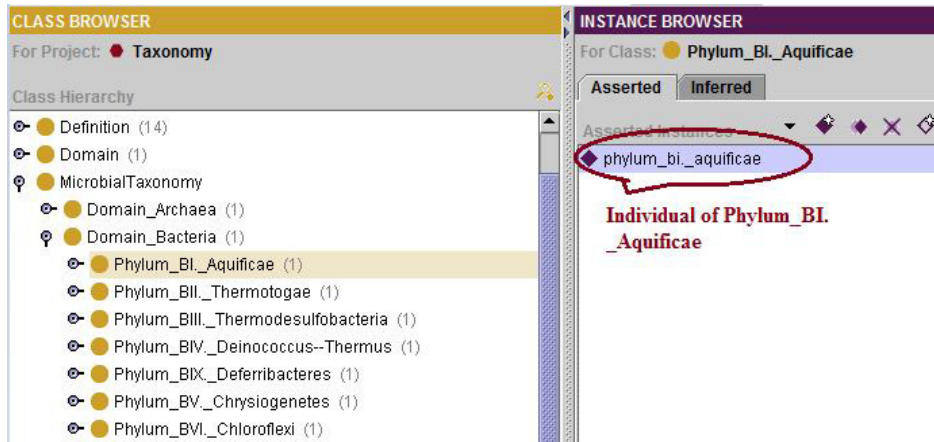 CLASS BROWSER
For Project: Taxonomy
Class Hierarchy
Definition (14)
Domain (1)
MicrobialTaxonomy
Domain_Archaea (1)
Domain_Bacteria (1)
Phylum_BI._Aquificae (1)
Phylum_BII._Thermotogae (1)
Phylum_BIII._Thermodesulfobacteria (1)
Phylum_BIV._Deinococcus--Thermus (1)
Phylum_BIX._Deferribacteres (1)
Phylum_BV._Chrysiogenetes (1)
Phylum_BVI._Chloroflexi (1)
INSTANCE BROWSER
For Class: Phylum_BI._Aquificae
Asserted Inferred
Asserted Instances
phylum_bi._aquificae
Individual of Phylum_BI.
_Aquificae